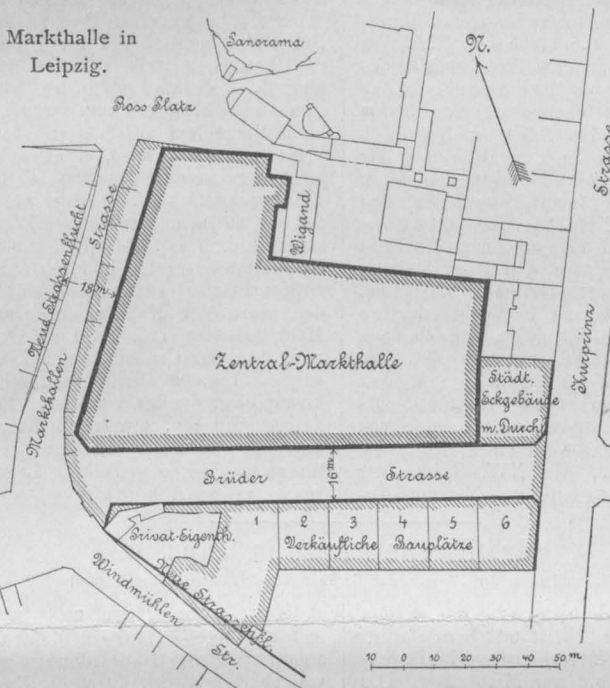 Markthalle in
Leipzig.
Panorama
N.
Ross Platz
Strasse
Kurprinz
Neue Strassenflucht
Markthallen
Strasse
18 m.
Wigand
Zentral-Markthalle
Städt.
Eckgebäude
m. Durchf.
Brüder
16 m
Strasse
1 2 3 4 5 6
Verkäufliche Bauplätze
Privat-Eigenth.
Windmühlen
Str.
Neue Strassenfl.
10 0 10 20 30 40 50 m